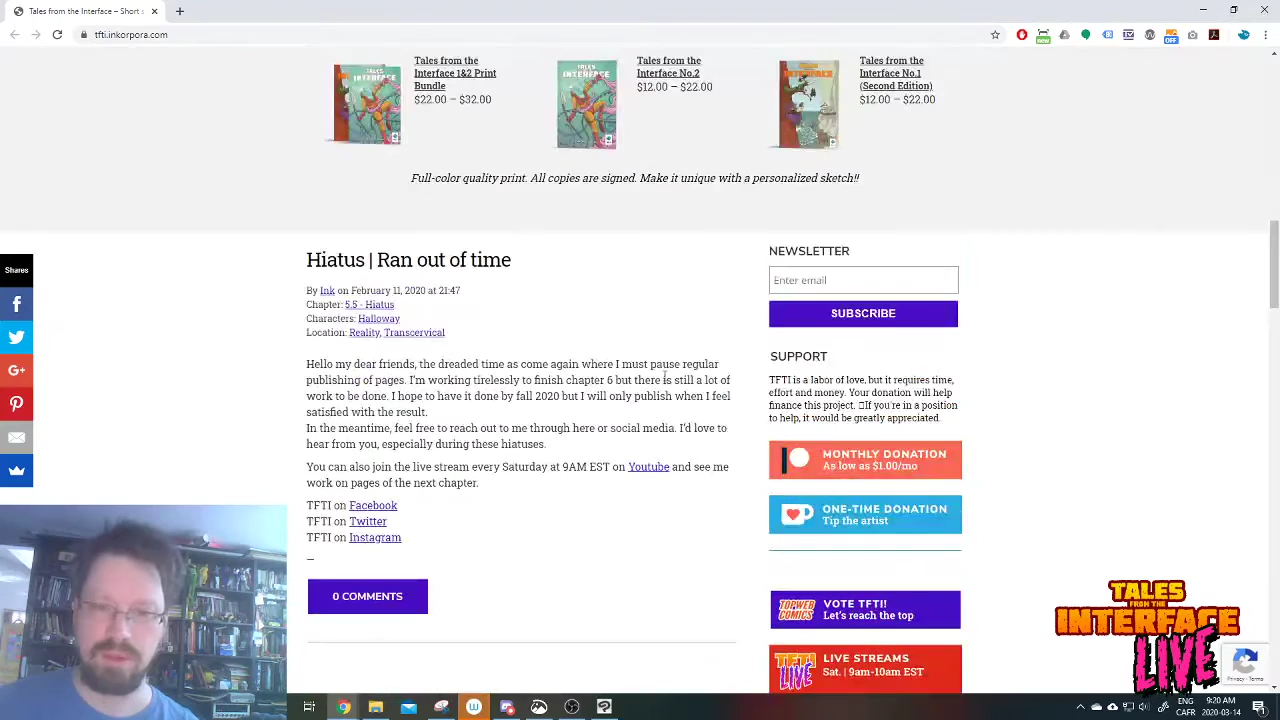 Tales from the Interface – Short s
tfti.inkorpora.com
Tales from the
Interface 1&2 Print
Bundle
$22.00 – $32.00
Tales from the
Interface No.2
$12.00 – $22.00
Tales from the
Interface No.1
(Second Edition)
$12.00 – $22.00
Full-color quality print. All copies are signed. Make it unique with a personalized sketch!!
Shares
Hiatus | Ran out of time
By Ink on February 11, 2020 at 21:47
Chapter: 5.5 - Hiatus
Characters: Halloway
Location: Reality, Transcervical
Hello my dear friends, the dreaded time as come again where I must pause regular
publishing of pages. I'm working tirelessly to finish chapter 6 but there is still a lot of
work to be done. I hope to have it done by fall 2020 but I will only publish when I feel
satisfied with the result.
In the meantime, feel free to reach out to me through here or social media. I'd love to
hear from you, especially during these hiatuses.
You can also join the live stream every Saturday at 9AM EST on Youtube and see me
work on pages of the next chapter.
TFTI on Facebook
TFTI on Twitter
TFTI on Instagram
—
0 COMMENTS
NEWSLETTER
Enter email
SUBSCRIBE
SUPPORT
TFTI is a labor of love, but it requires time,
effort and money. Your donation will help
finance this project. If you're in a position
to help, it would be greatly appreciated.
MONTHLY DONATION
As low as $1.00/mo
ONE-TIME DONATION
Tip the artist
TOPWEB
COMICS
VOTE TFTI!
Let's reach the top
TFTI
LIVE
LIVE STREAMS
Sat. | 9am-10am EST
TALES
FROM THE
INTERFACE
LIVE
Privacy - Terms
ENG
CAFR
9:20 AM
2020-03-14